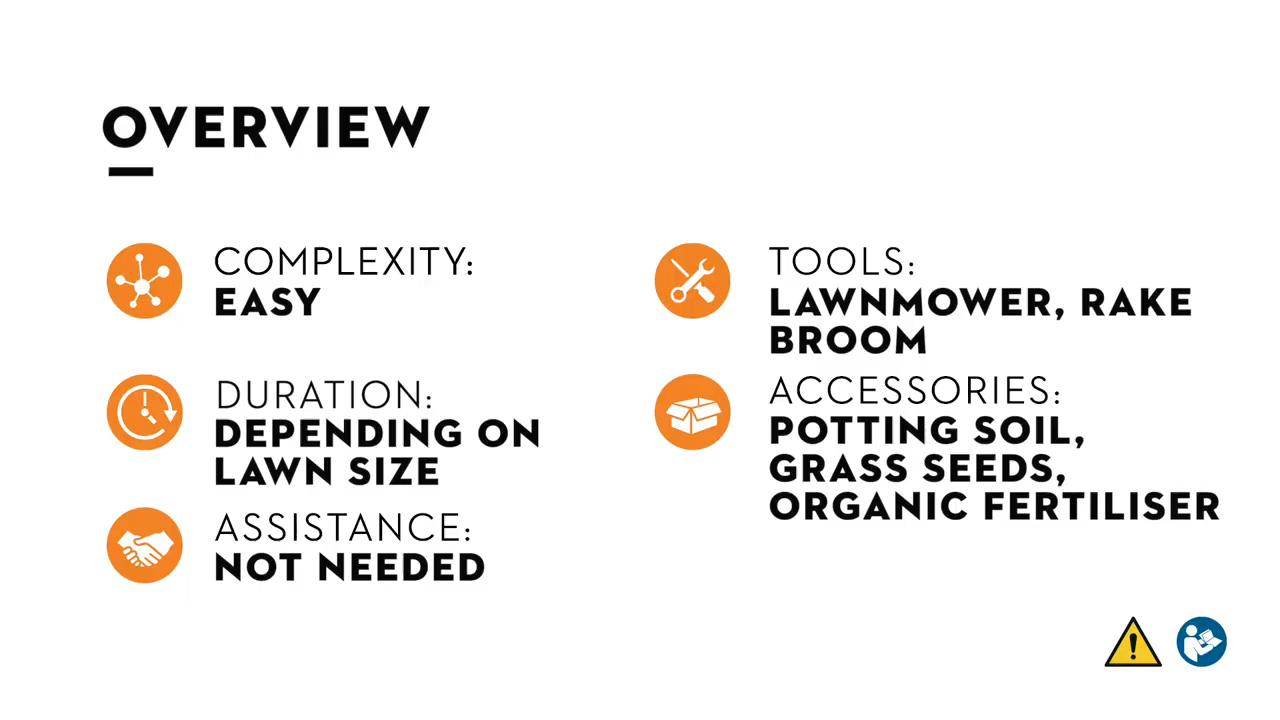 OVERVIEW
COMPLEXITY:
EASY
DURATION:
DEPENDING ON
LAWN SIZE
ASSISTANCE:
NOT NEEDED
TOOLS:
LAWNMOWER, RAKE
BROOM
ACCESSORIES:
POTTING SOIL,
GRASS SEEDS,
ORGANIC FERTILISER